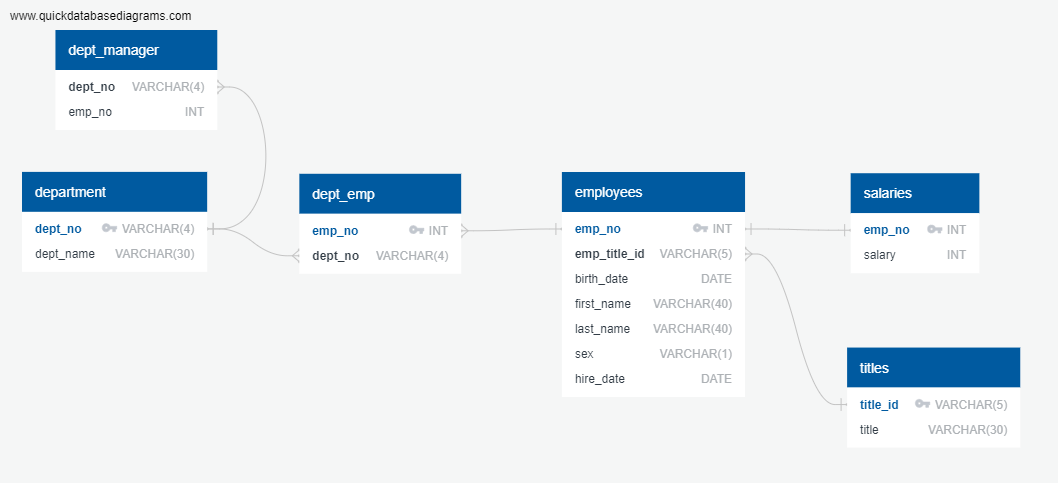 www.quickdatabasediagrams.com
dept_manager
dept_no VARCHAR(4)
emp_no INT
department
dept_no VARCHAR(4)
dept_name VARCHAR(30)
dept_emp
emp_no INT
dept_no VARCHAR(4)
employees
emp_no INT
emp_title_id VARCHAR(5)
birth_date DATE
first_name VARCHAR(40)
last_name VARCHAR(40)
sex VARCHAR(1)
hire_date DATE
salaries
emp_no INT
salary INT
titles
title_id VARCHAR(5)
title VARCHAR(30)